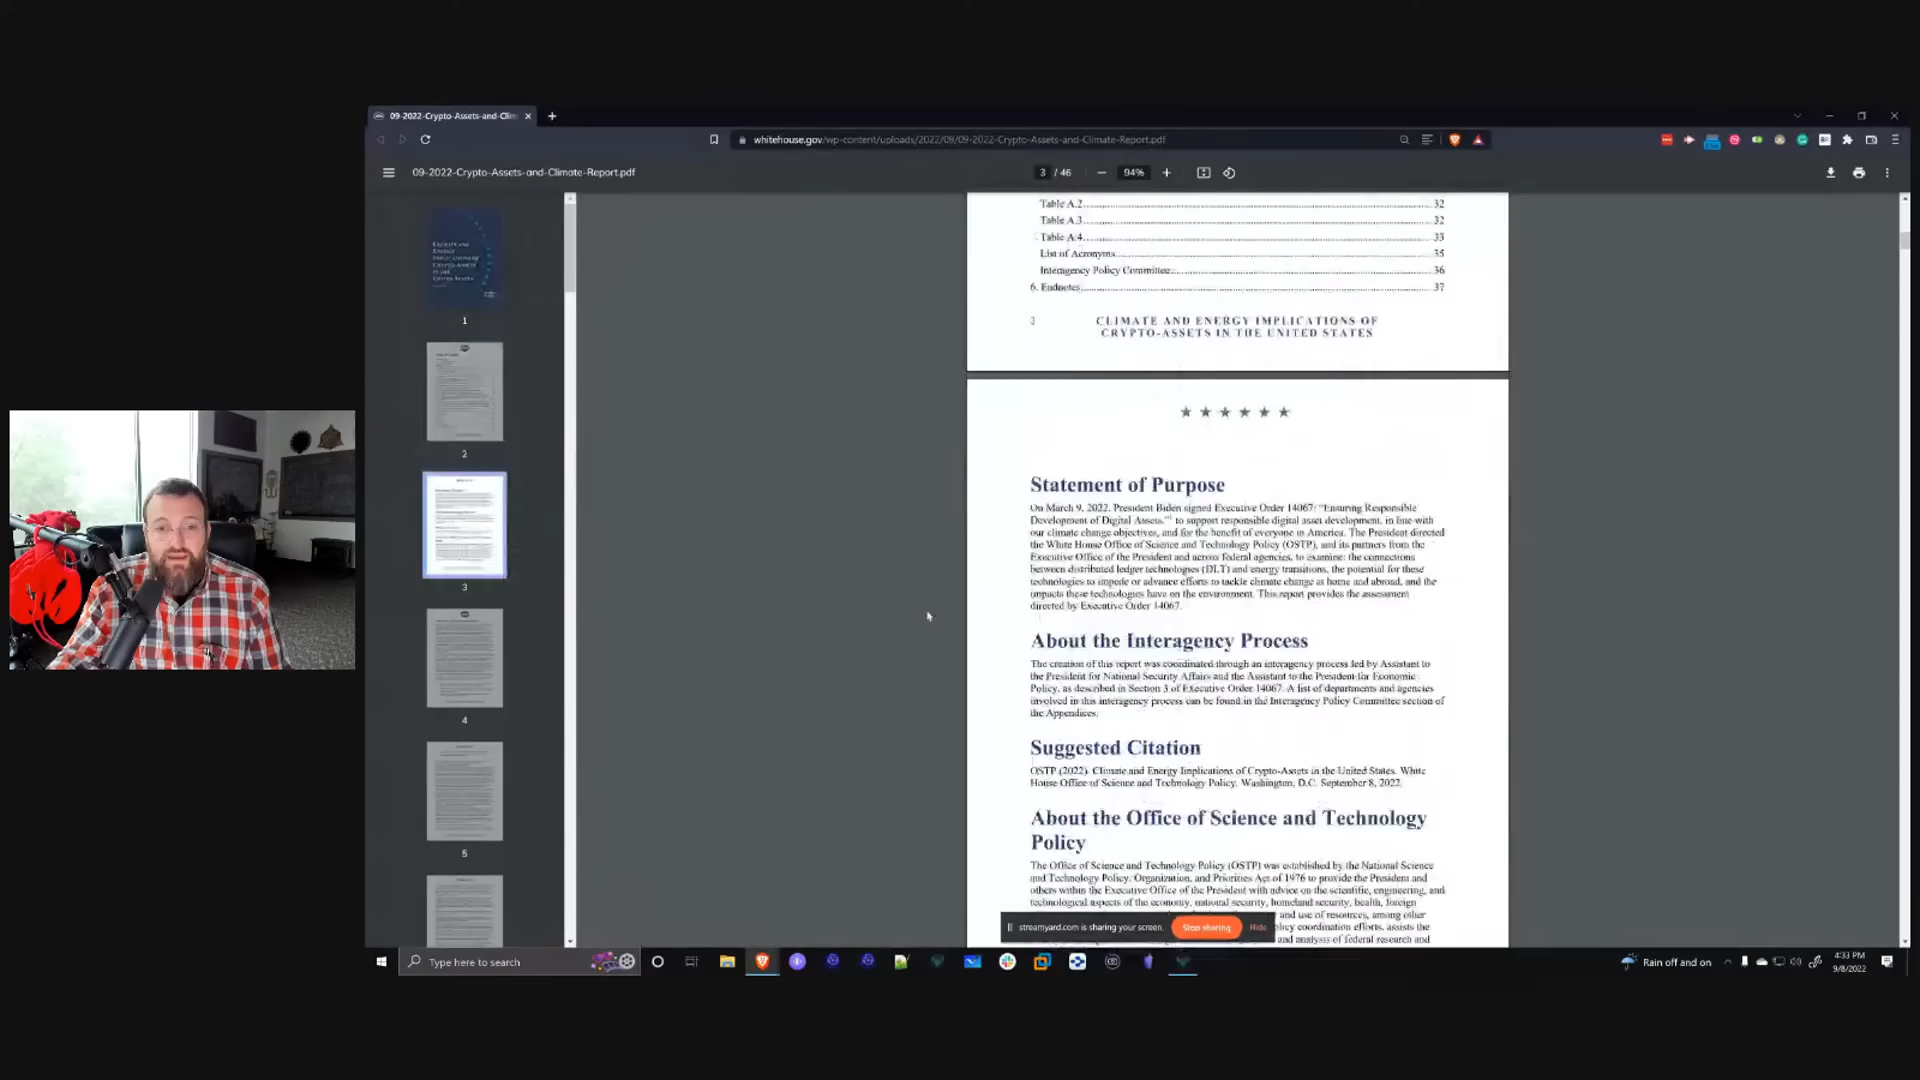 09-2022-Crypto-Assets-and-Clim
whitehouse.gov/wp-content/uploads/2022/09/09-2022-Crypto-Assets-and-Climate-Report.pdf
09-2022-Crypto-Assets-and-Climate-Report.pdf
3 / 46
94%
CLIMATE AND
ENERGY
IMPLICATIONS OF
CRYPTO-ASSETS
IN THE
UNITED STATES
1
2
3
4
5
Table A.2 32
Table A.3 32
Table A.4 33
List of Acronyms 35
Interagency Policy Committee 36
6. Endnotes 37
CLIMATE AND ENERGY IMPLICATIONS OF
CRYPTO-ASSETS IN THE UNITED STATES
Statement of Purpose
On March 9, 2022, President Biden signed Executive Order 14067: "Ensuring Responsible
Development of Digital Assets,"1 to support responsible digital asset development, in line with
our climate change objectives, and for the benefit of everyone in America. The President directed
the White House Office of Science and Technology Policy (OSTP), and its partners from the
Executive Office of the President and across federal agencies, to examine: the connections
between distributed ledger technologies (DLT) and energy transitions, the potential for these
technologies to impede or advance efforts to tackle climate change as home and abroad, and the
impacts these technologies have on the environment. This report provides the assessment
directed by Executive Order 14067.
About the Interagency Process
The creation of this report was coordinated through an interagency process led by Assistant to
the President for National Security Affairs and the Assistant to the President for Economic
Policy, as described in Section 3 of Executive Order 14067. A list of departments and agencies
involved in this interagency process can be found in the Interagency Policy Committee section of
the Appendices.
Suggested Citation
OSTP (2022). Climate and Energy Implications of Crypto-Assets in the United States. White
House Office of Science and Technology Policy. Washington, D.C. September 8, 2022.
About the Office of Science and Technology
Policy
The Office of Science and Technology Policy (OSTP) was established by the National Science
and Technology Policy, Organization, and Priorities Act of 1976 to provide the President and
others within the Executive Office of the President with advice on the scientific, engineering, and
technological aspects of the economy, national security, homeland security, health, foreign
and use of resources, among other
policy coordination efforts, assists the
and analysis of federal research and
streamyard.com is sharing your screen.
Stop sharing
Hide
Type here to search
Rain off and on
4:33 PM
9/8/2022